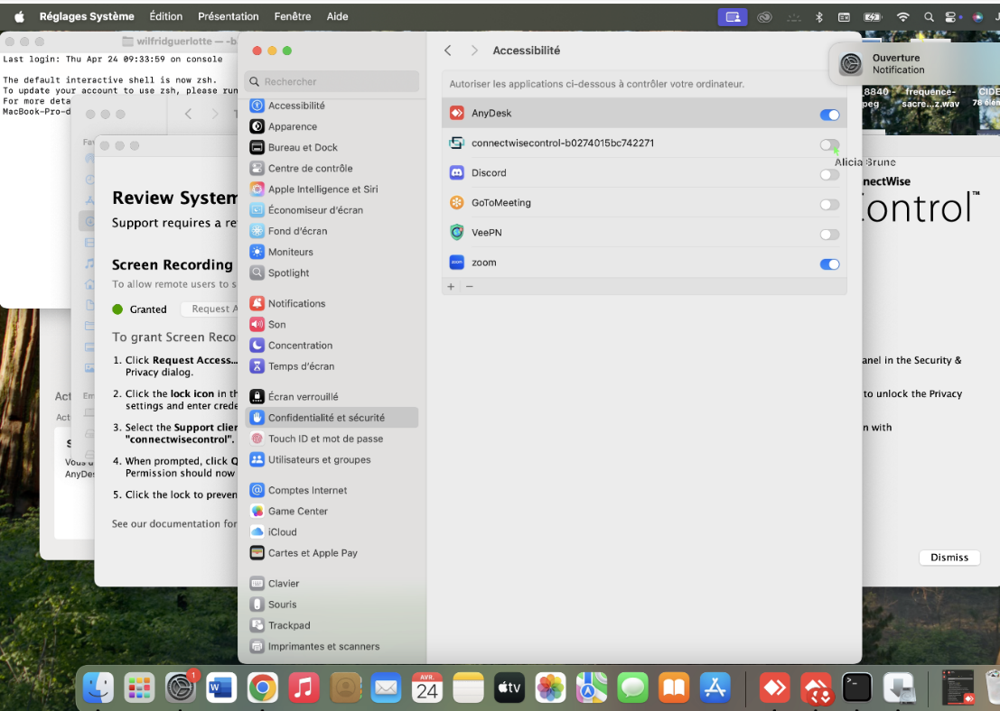 Réglages Système Édition Présentation Fenêtre Aide
wilfridguerlotte — -b
Last login: Thu Apr 24 09:33:59 on console
The default interactive shell is now zsh.
To update your account to use zsh, please run
For more deta
MacBook-Pro-d
Review System
Support requires a re
Screen Recording
To allow remote users to s
Granted
Request A
To grant Screen Reco
1. Click Request Access...
Privacy dialog.
2. Click the lock icon in th
settings and enter crede
3. Select the Support clien
"connectwisecontrol".
4. When prompted, click Q
Permission should now
5. Click the lock to preven
See our documentation for
Act
Act
AnyDes
Rechercher
Accessibilité
Apparence
Bureau et Dock
Centre de contrôle
Apple Intelligence et Siri
Économiseur d'écran
Fond d'écran
Moniteurs
Spotlight
Notifications
Son
Concentration
Temps d'écran
Écran verrouillé
Confidentialité et sécurité
Touch ID et mot de passe
Utilisateurs et groupes
Comptes Internet
Game Center
iCloud
Cartes et Apple Pay
Clavier
Souris
Trackpad
Imprimantes et scanners
Accessibilité
Autoriser les applications ci-dessous à contrôler votre ordinateur.
AnyDesk
connectwisecontrol-b0274015bc742271
Discord
GoToMeeting
VeePN
zoom
+ −
Ouverture
Notification
_8840
peg
frequence-
sacre...z.wav
CIDE
78 élém
Alicia Brune
nnectWise
ontrol™
anel in the Security &
to unlock the Privacy
n with
Dismiss
1
W
AVR.
24
tv